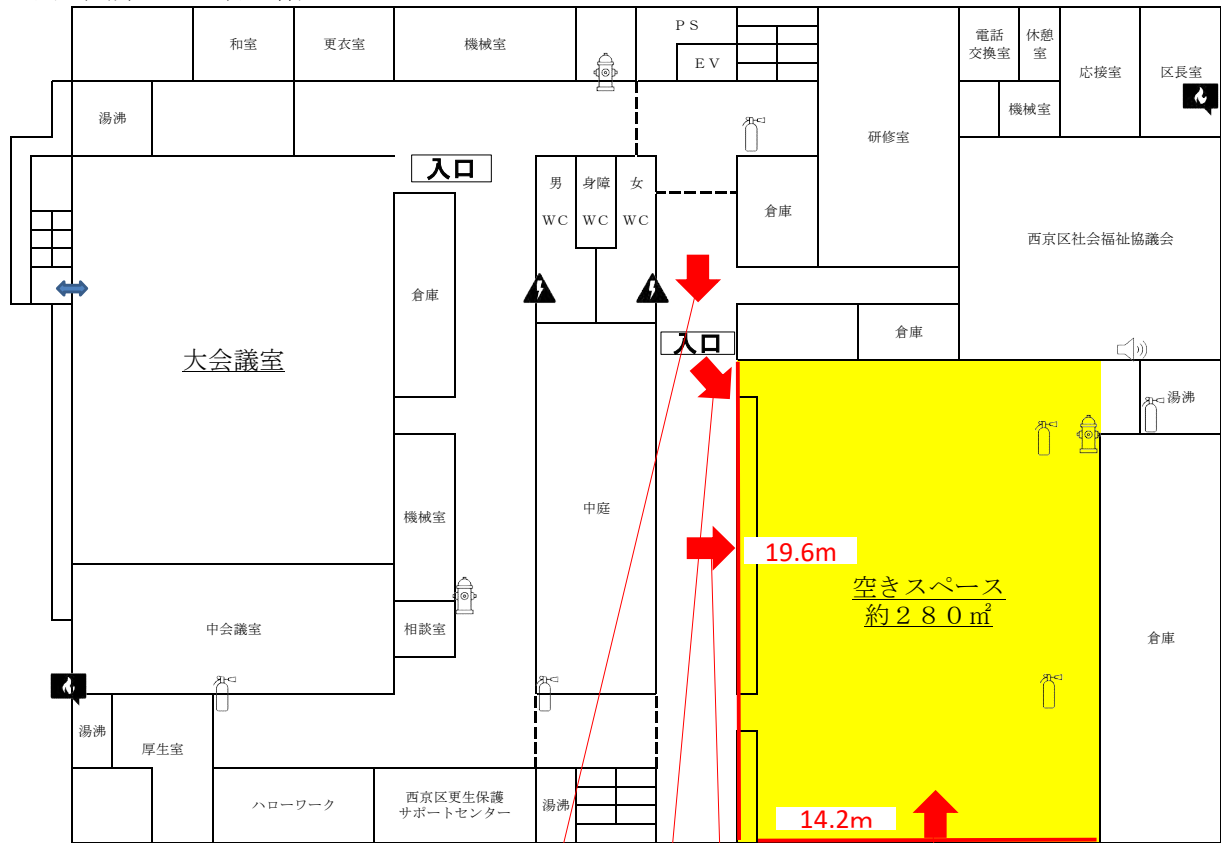 和室
更衣室
機械室
ＰＳ
ＥＶ
電話
交換室
休憩
室
応接室
区長室
機械室
湯沸
研修室
入口
男
WC
身障
WC
女
WC
倉庫
西京区社会福祉協議会
倉庫
大会議室
入口
倉庫
湯沸
機械室
中庭
19.6m
空きスペース
約２８０㎡
中会議室
相談室
倉庫
湯沸
厚生室
ハローワーク
西京区更生保護
サポートセンター
湯沸
14.2m